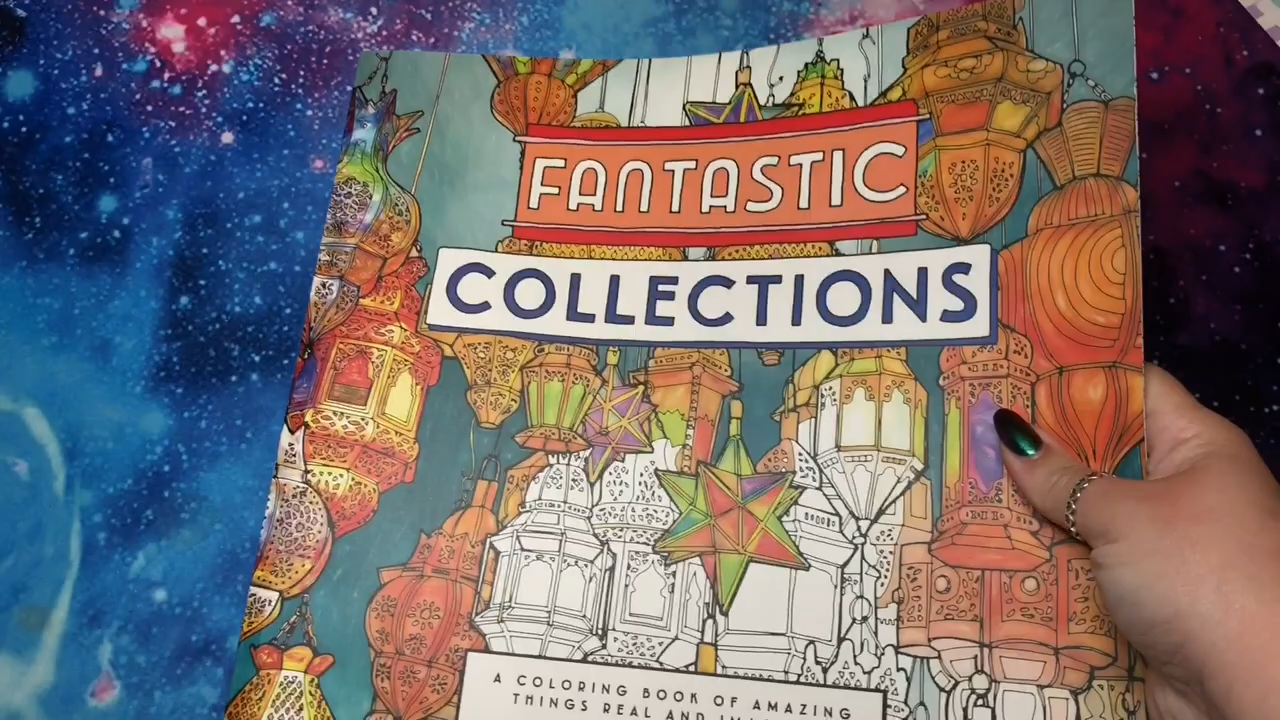 FANTASTIC
COLLECTIONS
A COLORING BOOK OF AMAZING
THINGS REAL AND